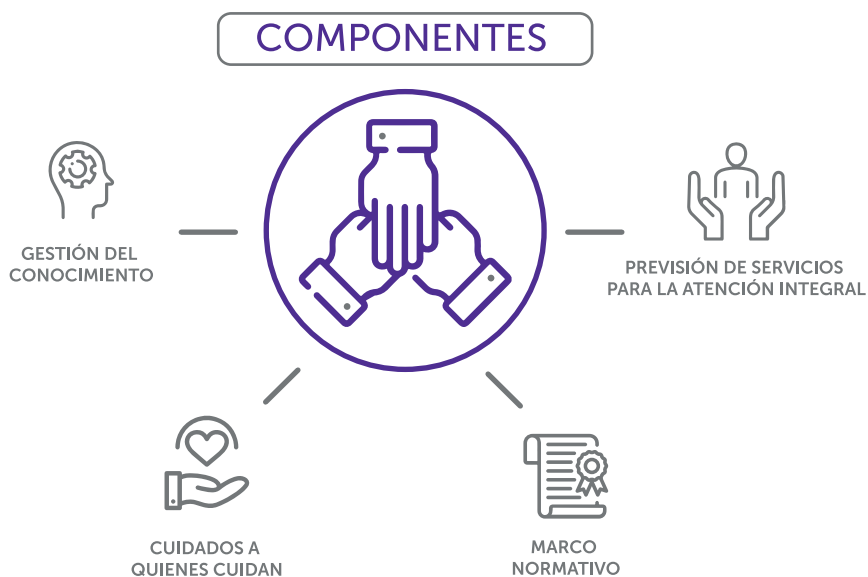 COMPONENTES
GESTIÓN DEL
CONOCIMIENTO
PREVISIÓN DE SERVICIOS
PARA LA ATENCIÓN INTEGRAL
CUIDADOS A
QUIENES CUIDAN
MARCO
NORMATIVO